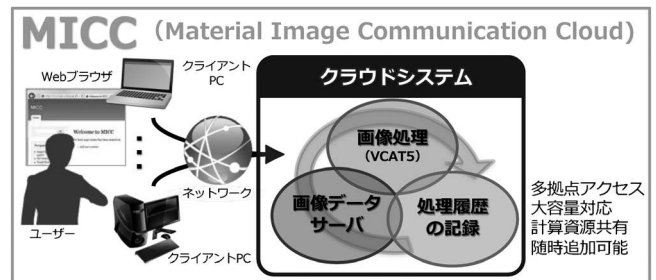 MICC (Material Image Communication Cloud)
Webブラウザ
クライアント
PC
MICC
Welcome to MICC
ユーザー
ネットワーク
クライアントPC
クラウドシステム
画像処理
(VCAT5)
画像データ
サーバ
処理履歴
の記録
多拠点アクセス
大容量対応
計算資源共有
随時追加可能